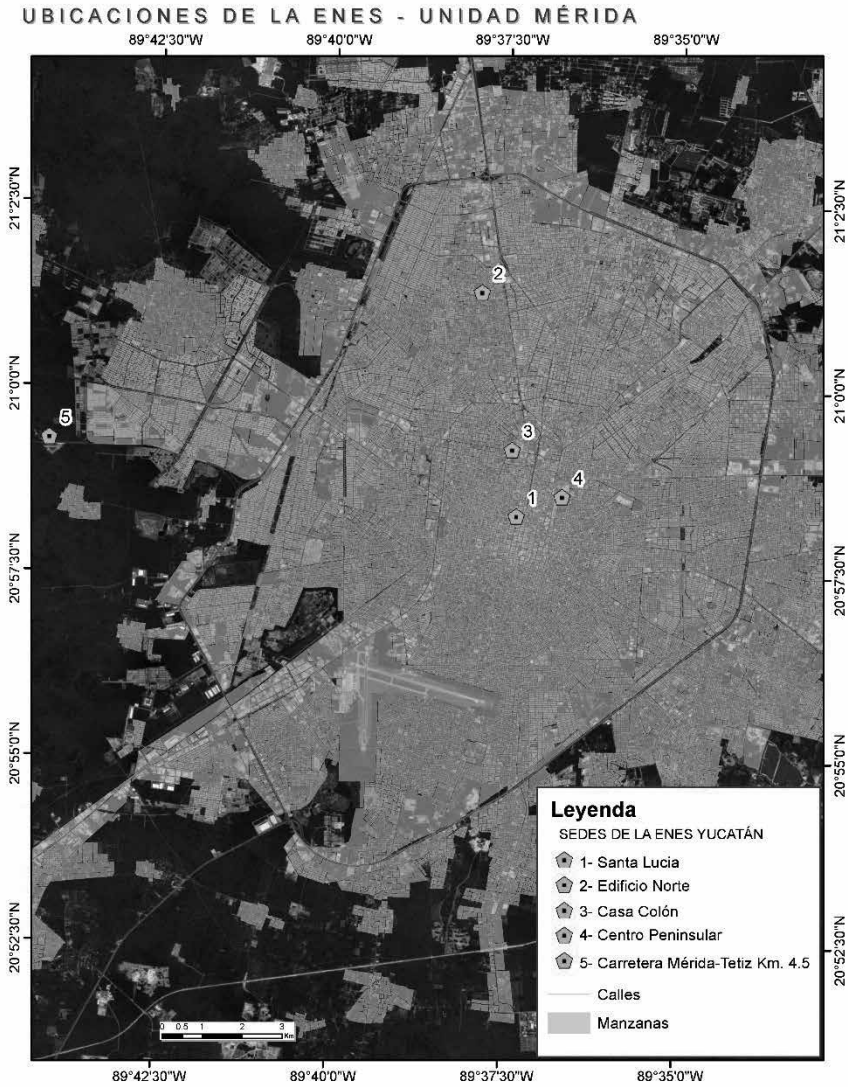 UBICACIONES DE LA ENES - UNIDAD MÉRIDA
89°42'30"W 89°40'0"W 89°37'30"W 89°35'0"W
21°2'30"N 21°2'30"N
2
21°0'0"N 21°0'0"N
5
3
4
1
20°57'30"N 20°57'30"N
20°55'0"N 20°55'0"N
Leyenda
SEDES DE LA ENES YUCATÁN
1- Santa Lucia
2- Edificio Norte
3- Casa Colón
4- Centro Peninsular
5- Carretera Mérida-Tetiz Km. 4.5
Calles
Manzanas
20°52'30"N 20°52'30"N
0 0.5 1 2 3
Km
89°42'30"W 89°40'0"W 89°37'30"W 89°35'0"W